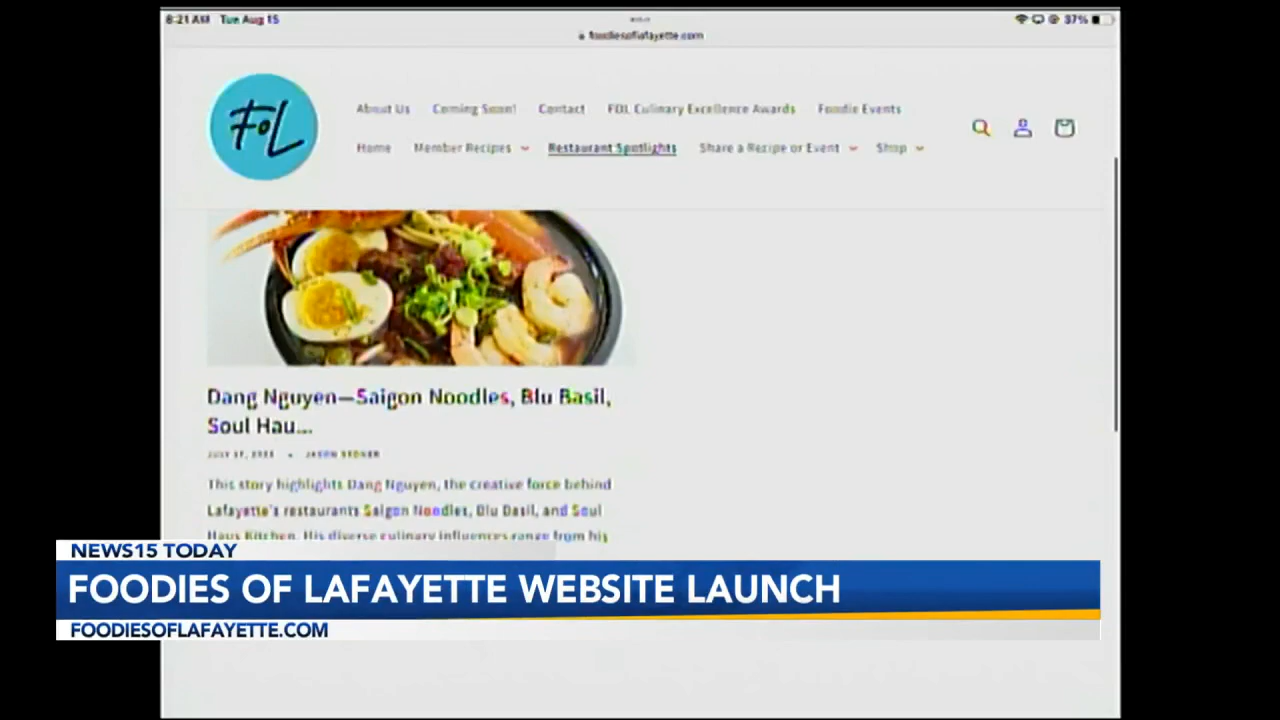 8:21 AM Tue Aug 15
37%
foodiesoflafayette.com
FoL
About Us Coming Soon! Contact FOL Culinary Excellence Awards Foodie Events
Home Member Recipes Restaurant Spotlights Share a Recipe or Event Shop
Dang Nguyen—Saigon Noodles, Blu Basil,
Soul Hau...
This story highlights Dang Nguyen, the creative force behind
Lafayette's restaurants Saigon Noodles, Blu Basil, and Soul
Haus Kitchen. His diverse culinary influences range from his
NEWS15 TODAY
FOODIES OF LAFAYETTE WEBSITE LAUNCH
FOODIESOFLAFAYETTE.COM